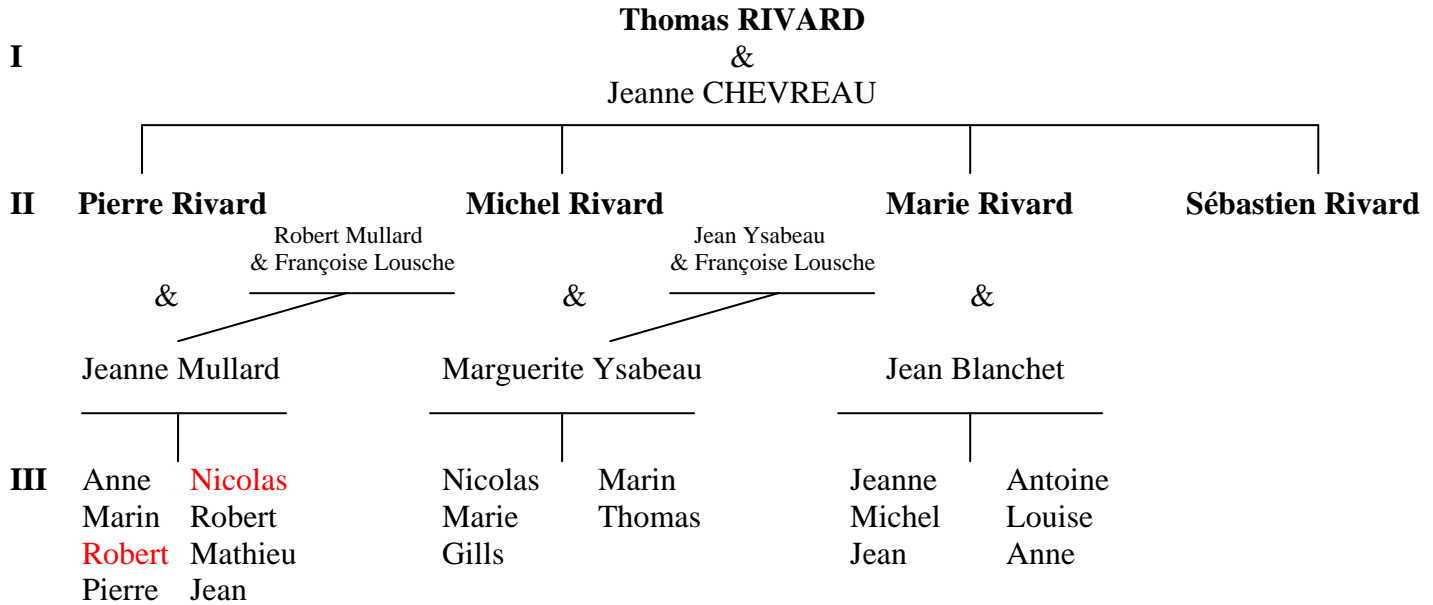 Thomas RIVARD
I
&
Jeanne CHEVREAU
II Pierre Rivard Michel Rivard Marie Rivard Sébastien Rivard
Robert Mullard Jean Ysabeau
& Françoise Lousche & Françoise Lousche
& & &
Jeanne Mullard Marguerite Ysabeau Jean Blanchet
III Anne Nicolas Nicolas Marin Jeanne Antoine
Marin Robert Marie Thomas Michel Louise
Robert Mathieu Gills Jean Anne
Pierre Jean